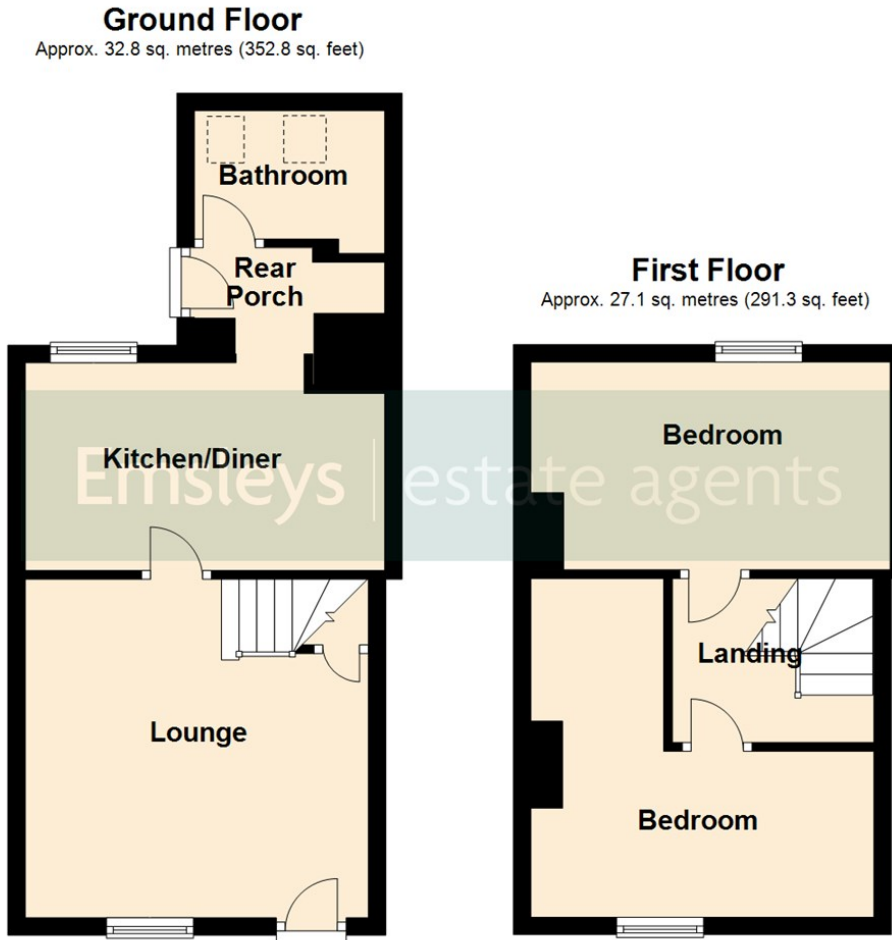 Ground Floor
Approx. 32.8 sq. metres (352.8 sq. feet)
Bathroom
Rear
Porch
Kitchen/Diner
Lounge
First Floor
Approx. 27.1 sq. metres (291.3 sq. feet)
Bedroom
Landing
Bedroom
Emsleys | estate agents